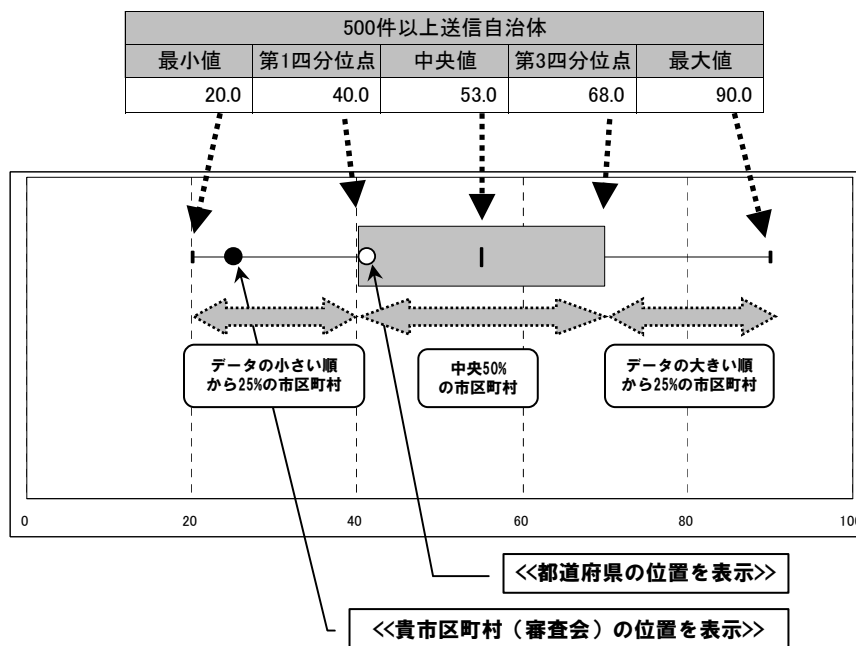 500件以上送信自治体
最小値 第1四分位点 中央値 第3四分位点 最大値
20.0 40.0 53.0 68.0 90.0
データの小さい順
から25%の市区町村
中央50%
の市区町村
データの大きい順
から25%の市区町村
0 20 40 60 80 100
<<都道府県の位置を表示>>
<<貴市区町村(審査会)の位置を表示>>